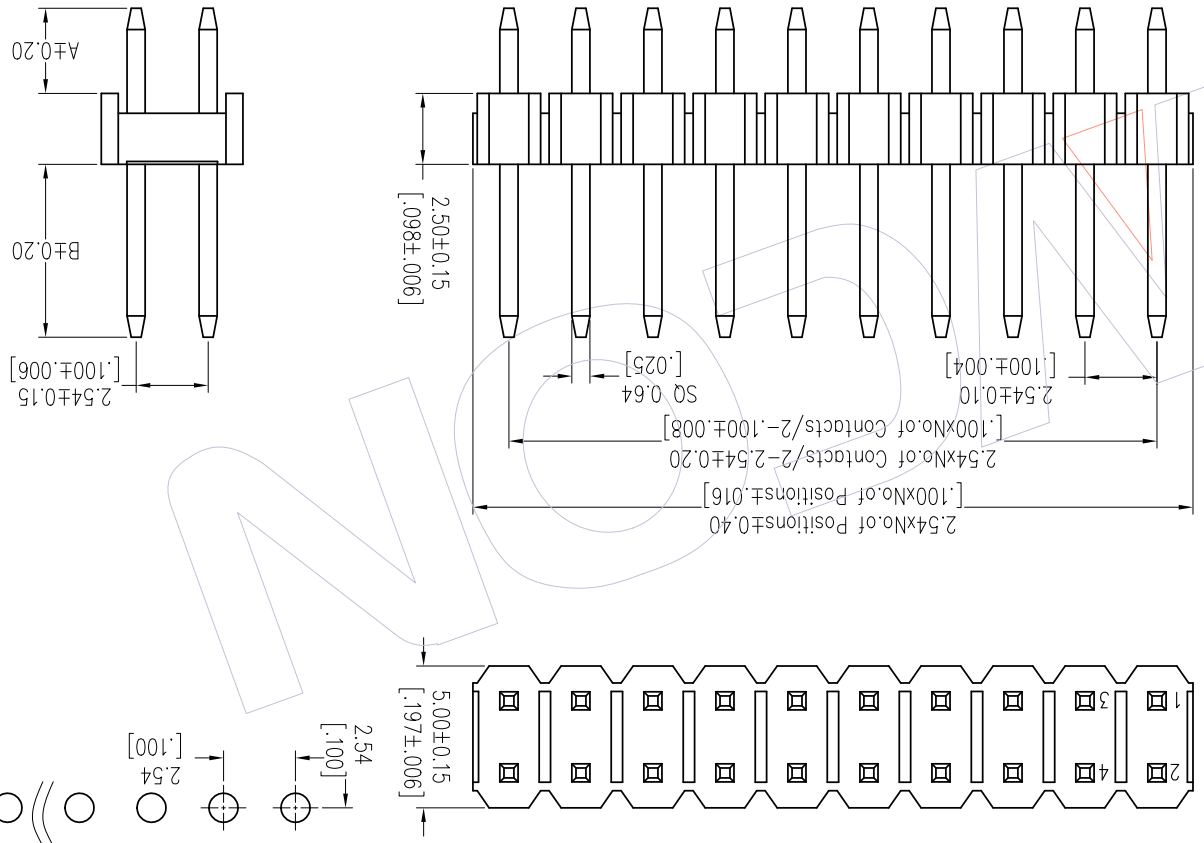 2.54
[.100]
2.54
[.100]
5.00±0.15
[.197±.006]
2
4
1
3
2.54xNo.of Positions±0.40
[.100xNo.of Positions±.016]
2.54xNo.of Contacts/2-2.54±0.20
[.100xNo.of Contacts/2-.100±.008]
2.54±0.10
[.100±.004]
SQ 0.64
[.025]
2.54±0.15
[.100±.006]
2.50±0.15
[.098±.006]
B±0.20
A±0.20